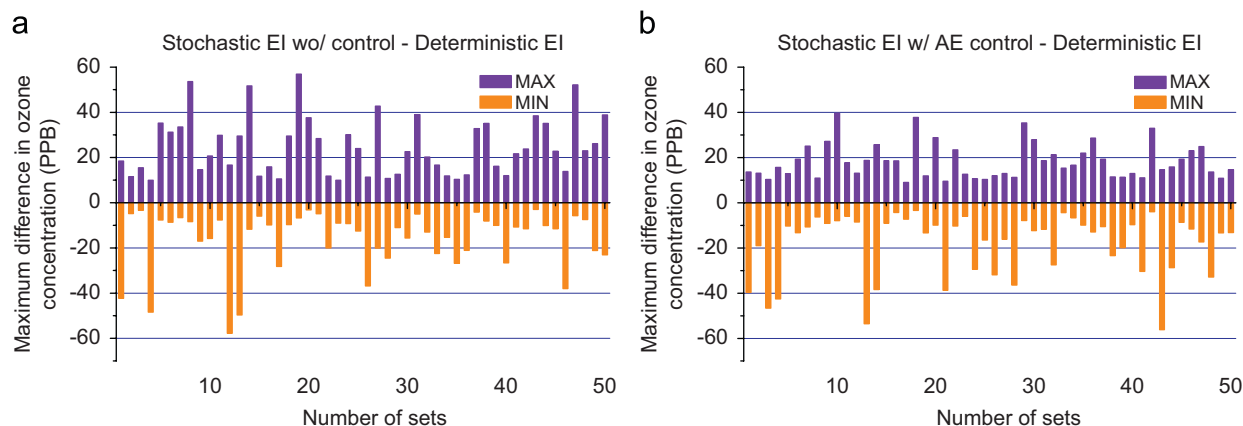 a
Stochastic EI wo/ control - Deterministic EI
Maximum difference in ozone
concentration (PPB)
60
40
20
0
-20
-40
-60
MAX
MIN
10
20
30
40
50
Number of sets
b
Stochastic EI w/ AE control - Deterministic EI
Maximum difference in ozone
concentration (PPB)
60
40
20
0
-20
-40
-60
MAX
MIN
10
20
30
40
50
Number of sets